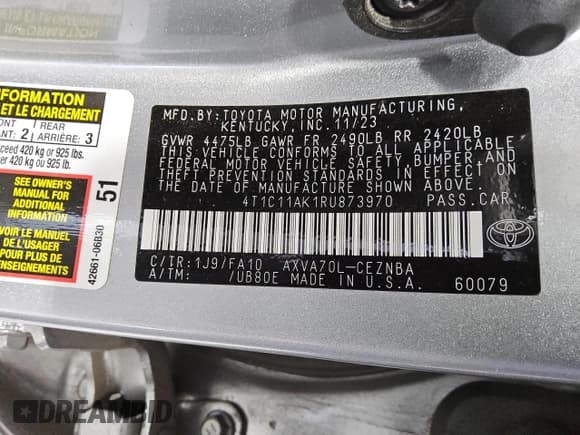 INFORMATION
ET LE CHARGEMENT
REAR
2
ARRIÈRE: 3
exceed 420 kg or 925 lbs.
420 kg ou 925 lb.
SEE OWNER'S
MANUAL FOR
ADDITIONAL
VOIR LE MANUEL
DE L'USAGER
POUR PLUS DE
RENSEIGNEMENTS
51
42661-06B30
MFD.BY: TOYOTA MOTOR MANUFACTURING,
KENTUCKY, INC. 11/23
GVWR 4475LB GAWR FR 2490LB RR 2420LB
THIS VEHICLE CONFORMS TO ALL APPLICABLE
FEDERAL MOTOR VEHICLE SAFETY, BUMPER, AND
THEFT PREVENTION STANDARDS IN EFFECT ON
THE DATE OF MANUFACTURE SHOWN ABOVE.
4T1C11AK1RU873970 PASS.CAR
C/TR: 1J9/FA10 AXVA70L-CEZNBA
A/TM: /UB80E MADE IN U.S.A.
60079
TOYOTA
DREAMBID